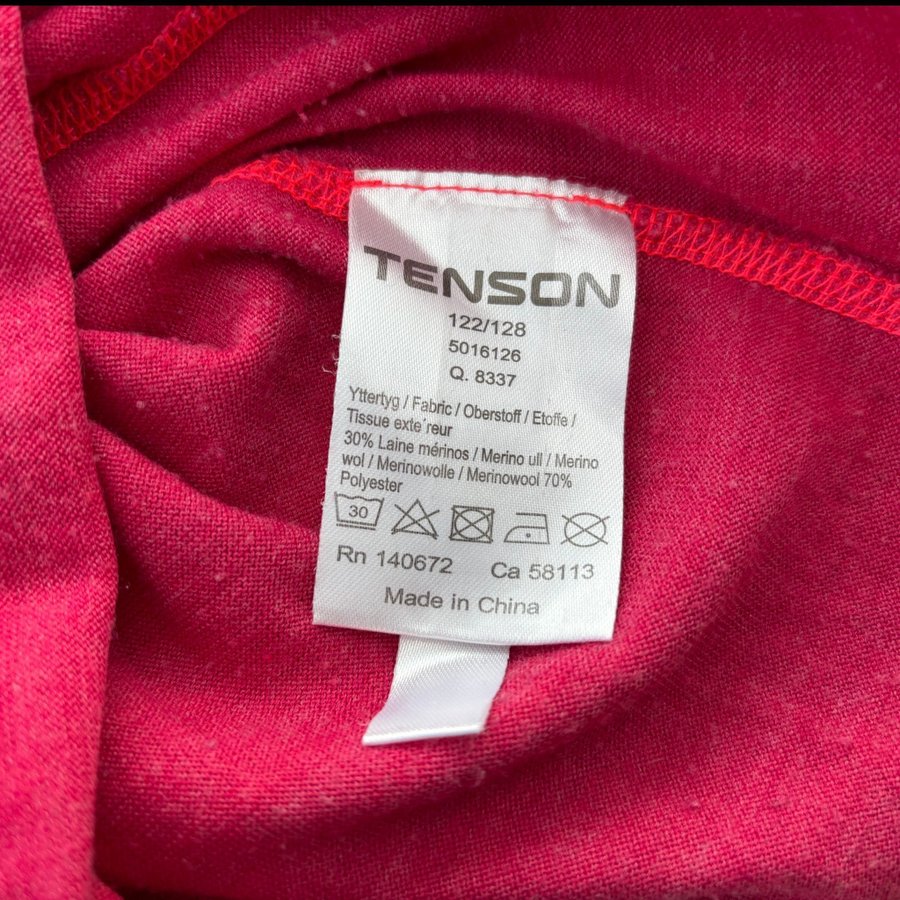 TENSON
122/128
5016126
Q. 8337
Yttertyg / Fabric / Oberstoff / Etoffe /
Tissue exte´reur
30% Laine mérinos / Merino ull / Merino
wol / Merinowolle / Merinowool 70%
Polyester
30
Rn 140672 Ca 58113
Made in China